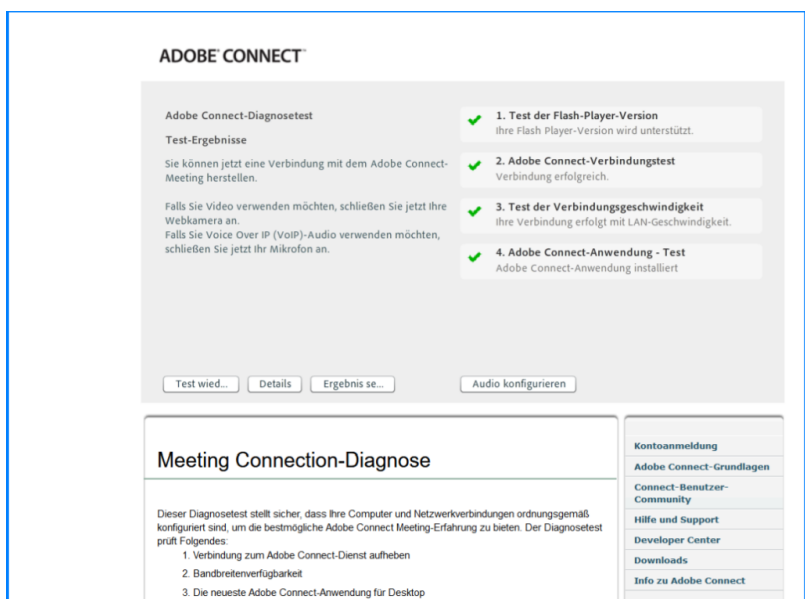 ADOBE® CONNECT™
Adobe Connect-Diagnosetest
Test-Ergebnisse
Sie können jetzt eine Verbindung mit dem Adobe Connect-
Meeting herstellen.
Falls Sie Video verwenden möchten, schließen Sie jetzt Ihre
Webkamera an.
Falls Sie Voice Over IP (VoIP)-Audio verwenden möchten,
schließen Sie jetzt Ihr Mikrofon an.
1. Test der Flash-Player-Version
Ihre Flash Player-Version wird unterstützt.
2. Adobe Connect-Verbindungstest
Verbindung erfolgreich.
3. Test der Verbindungsgeschwindigkeit
Ihre Verbindung erfolgt mit LAN-Geschwindigkeit.
4. Adobe Connect-Anwendung - Test
Adobe Connect-Anwendung installiert
Test wied...
Details
Ergebnis se...
Audio konfigurieren
Meeting Connection-Diagnose
Dieser Diagnosetest stellt sicher, dass Ihre Computer und Netzwerkverbindungen ordnungsgemäß
konfiguriert sind, um die bestmögliche Adobe Connect Meeting-Erfahrung zu bieten. Der Diagnosetest
prüft Folgendes:
1. Verbindung zum Adobe Connect-Dienst aufheben
2. Bandbreitenverfügbarkeit
3. Die neueste Adobe Connect-Anwendung für Desktop
Kontoanmeldung
Adobe Connect-Grundlagen
Connect-Benutzer-
Community
Hilfe und Support
Developer Center
Downloads
Info zu Adobe Connect